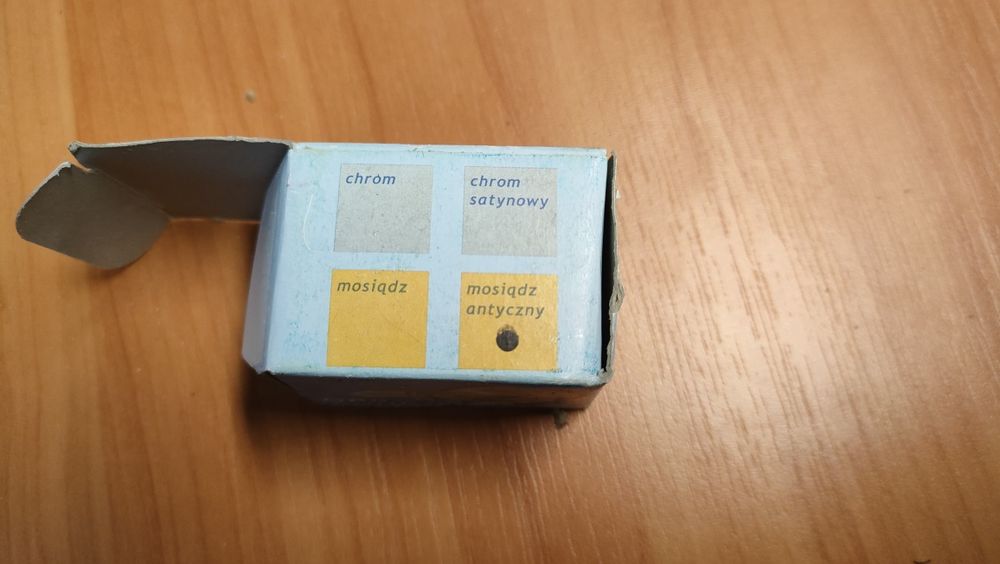 chrom
chrom
satynowy
mosiądz
mosiądz
antyczny